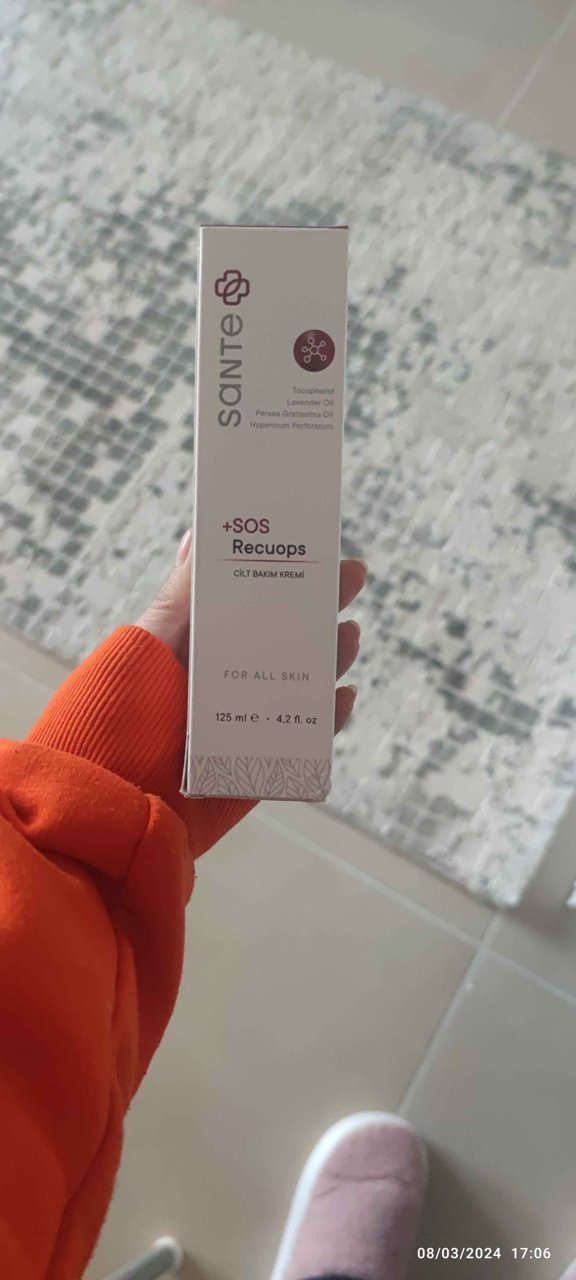 SANTE
Tocopherol
Lavender Oil
Persea Gratissima Oil
Hypericum Perforatum
+SOS
Recuops
CİLT BAKIM KREMİ
FOR ALL SKIN
125 ml ℮ • 4,2 fl. oz
08/03/2024 17:06